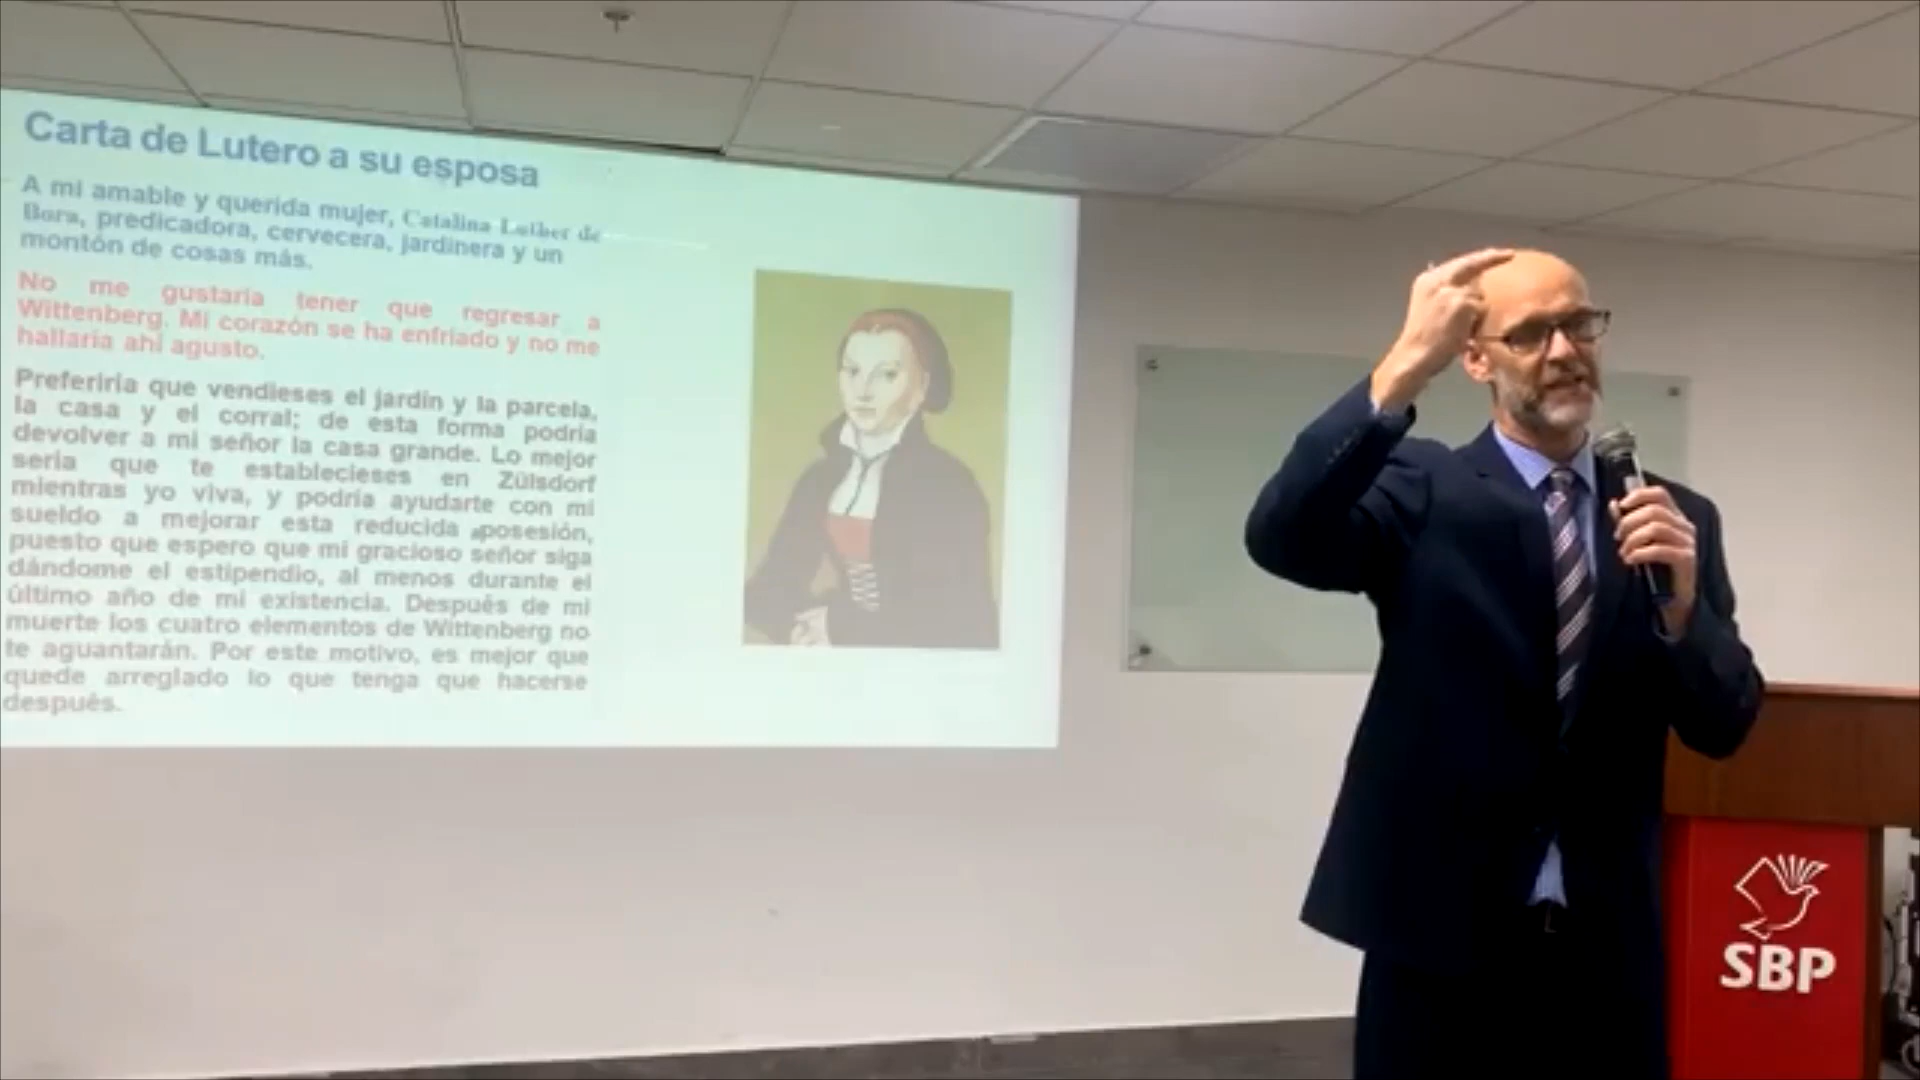 Carta de Lutero a su esposa
A mi amable y querida mujer, Catalina Luther de
Bora, predicadora, cervecera, jardinera y un
montón de cosas más.
No me gustaría tener que regresar a
Wittenberg. Mi corazón se ha enfriado y no me
hallaría ahí agusto.
Preferiría que vendieses el jardín y la parcela,
la casa y el corral; de esta forma podría
devolver a mi señor la casa grande. Lo mejor
sería que te establecieses en Zülsdorf
mientras yo viva, y podría ayudarte con mi
sueldo a mejorar esta reducida posesión,
puesto que espero que mi gracioso señor siga
dándome el estipendio, al menos durante el
último año de mi existencia. Después de mi
muerte los cuatro elementos de Wittenberg no
te aguantarán. Por este motivo, es mejor que
quede arreglado lo que tenga que hacerse
después.
SBP